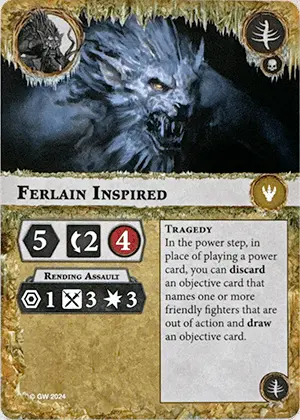 FERLAIN INSPIRED
5 2 4
RENDING ASSAULT
1 3 3
TRAGEDY
In the power step, in
place of playing a power
card, you can discard
an objective card that
names one or more
friendly fighters that are
out of action and draw
an objective card.
© GW 2024